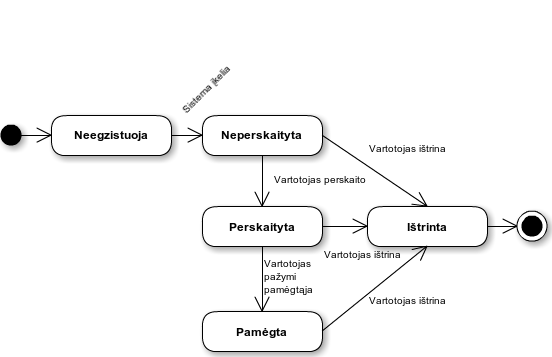 Sistema įkelia
Neegzistuoja
Neperskaityta
Vartotojas ištrina
Vartotojas perskaito
Perskaityta
Ištrinta
Vartotojas ištrina
Vartotojas
pažymi
pamėgtąja
Vartotojas ištrina
Pamėgta